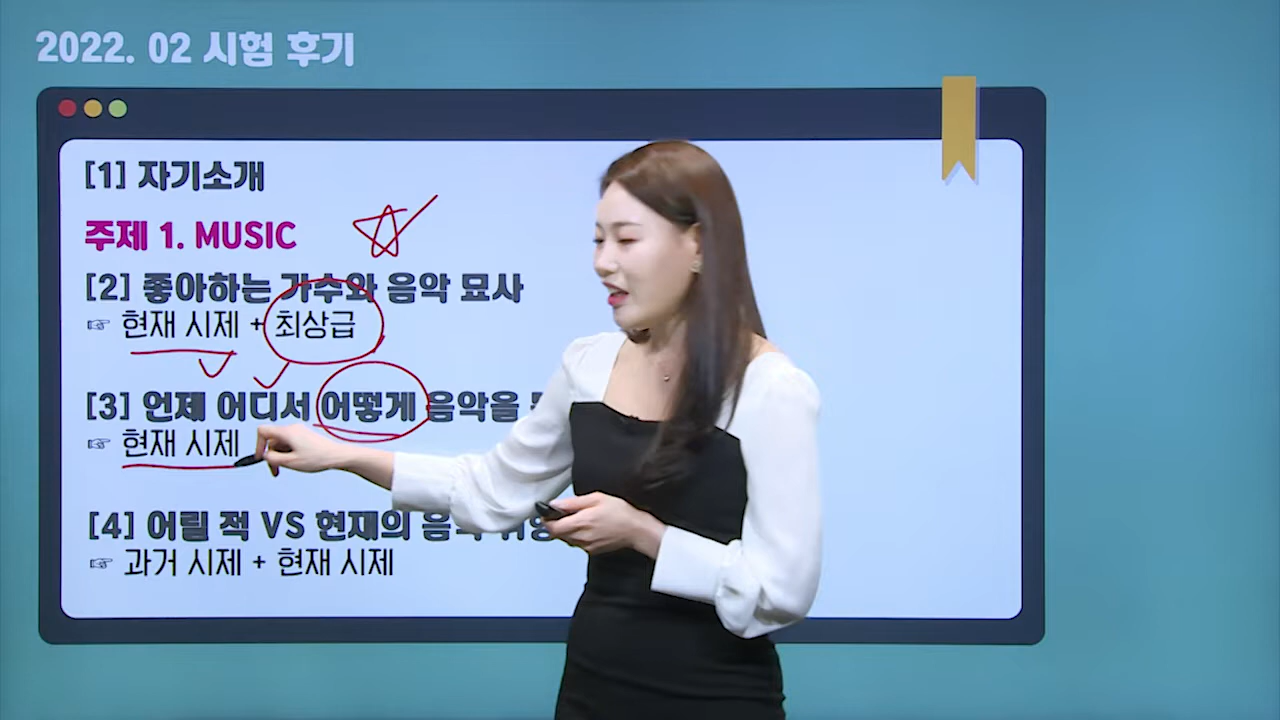 2022. 02 시험 후기
[1] 자기소개
주제 1. MUSIC
[2] 좋아하는 가수와 음악 묘사
☞ 현재 시제 + 최상급
[3] 언제 어디서 어떻게 음악을
☞ 현재 시제
[4] 어릴 적 VS 현재의 음악
☞ 과거 시제 + 현재 시제